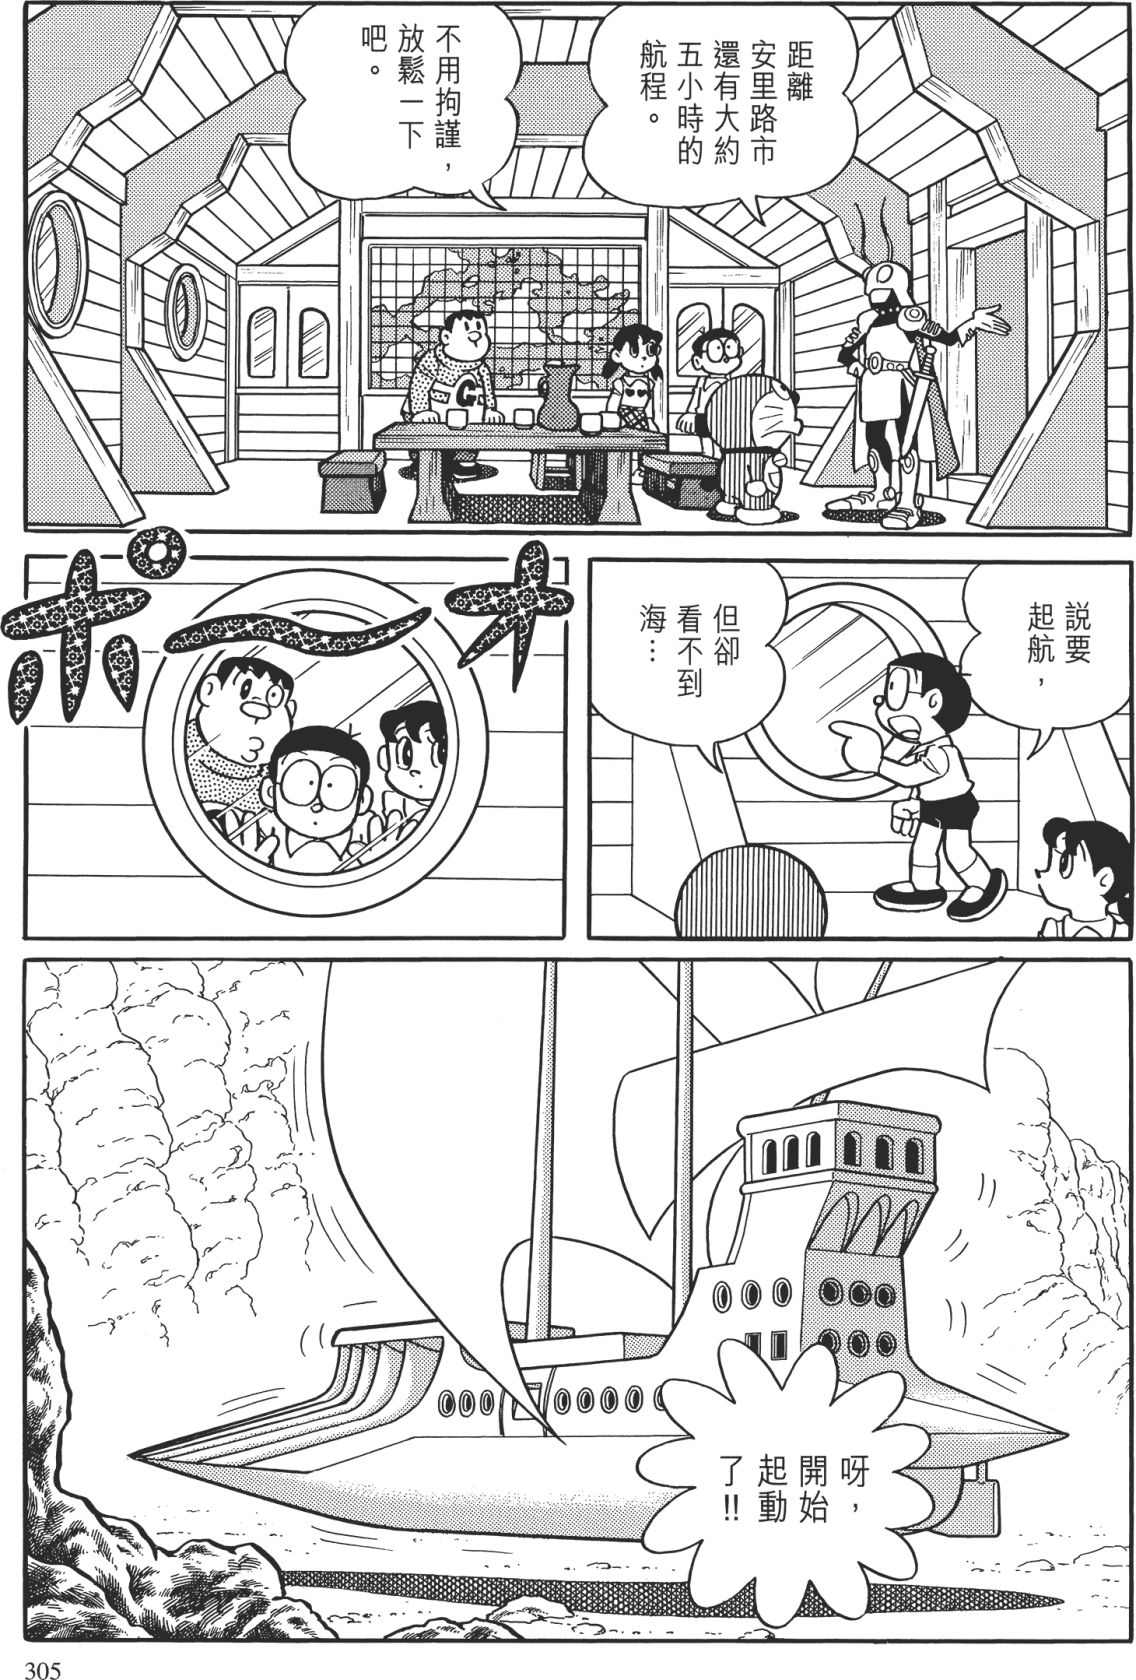 距離
安里路市
還有大約
五小時的
航程。
不用拘謹，
放鬆一下
吧。
説要
起航，
但卻
看不到
海…
ポーオ
呀，
開始
起動
了!!
305